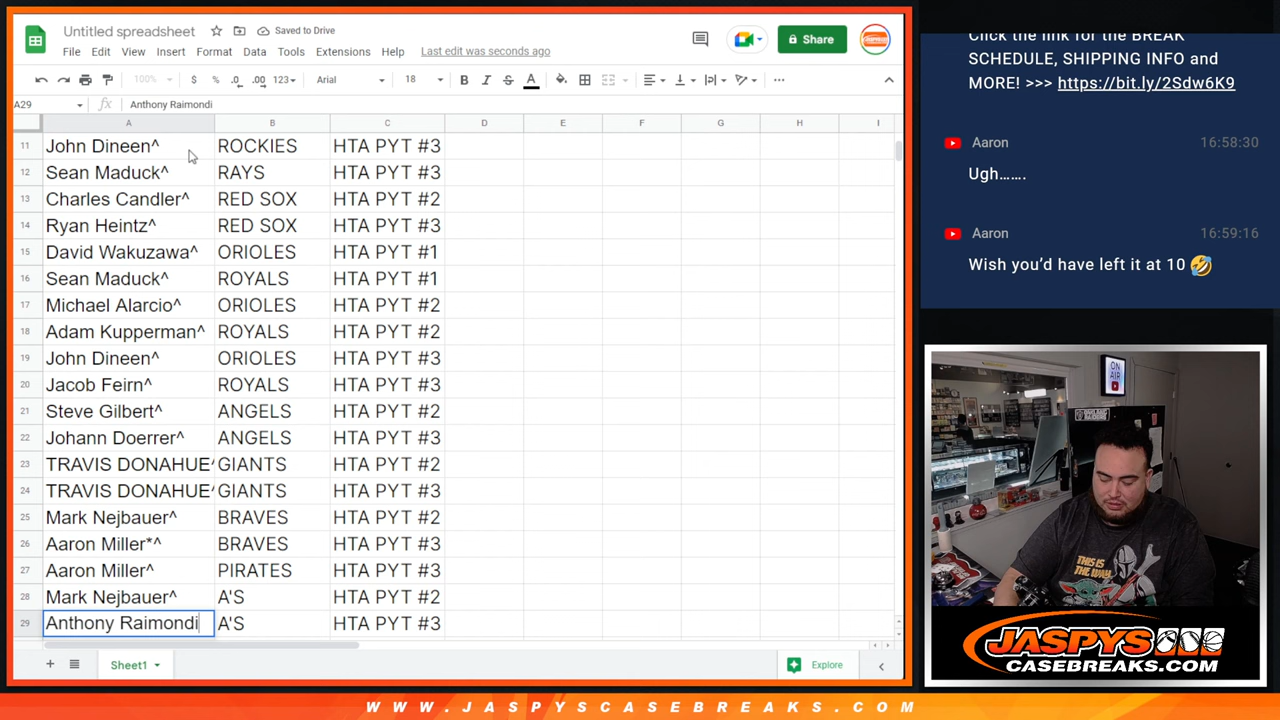 Untitled spreadsheet
Saved to Drive
File Edit View Insert Format Data Tools Extensions Help Last edit was seconds ago
Share
100% $ % .0 .00 123 Arial 18 B I S A
A29 fx Anthony Raimondi
A B C D E F G H I
11 John Dineen^ ROCKIES HTA PYT #3
12 Sean Maduck^ RAYS HTA PYT #3
13 Charles Candler^ RED SOX HTA PYT #2
14 Ryan Heintz^ RED SOX HTA PYT #3
15 David Wakuzawa^ ORIOLES HTA PYT #1
16 Sean Maduck^ ROYALS HTA PYT #1
17 Michael Alarcio^ ORIOLES HTA PYT #2
18 Adam Kupperman^ ROYALS HTA PYT #2
19 John Dineen^ ORIOLES HTA PYT #3
20 Jacob Feirn^ ROYALS HTA PYT #3
21 Steve Gilbert^ ANGELS HTA PYT #2
22 Johann Doerrer^ ANGELS HTA PYT #3
23 TRAVIS DONAHUE^ GIANTS HTA PYT #2
24 TRAVIS DONAHUE^ GIANTS HTA PYT #3
25 Mark Nejbauer^ BRAVES HTA PYT #2
26 Aaron Miller*^ BRAVES HTA PYT #3
27 Aaron Miller^ PIRATES HTA PYT #3
28 Mark Nejbauer^ A'S HTA PYT #2
29 Anthony Raimondi A'S HTA PYT #3
Sheet1
Explore
Click the link for the BREAK
SCHEDULE, SHIPPING INFO and
MORE! >>> https://bit.ly/2Sdw6K9
Aaron 16:58:30
Ugh.......
Aaron 16:59:16
Wish you'd have left it at 10 🤣
ON
AIR
THIS IS
THE WAY
JASPYS
CASEBREAKS.COM
WWW.JASPYSCASEBREAKS.COM